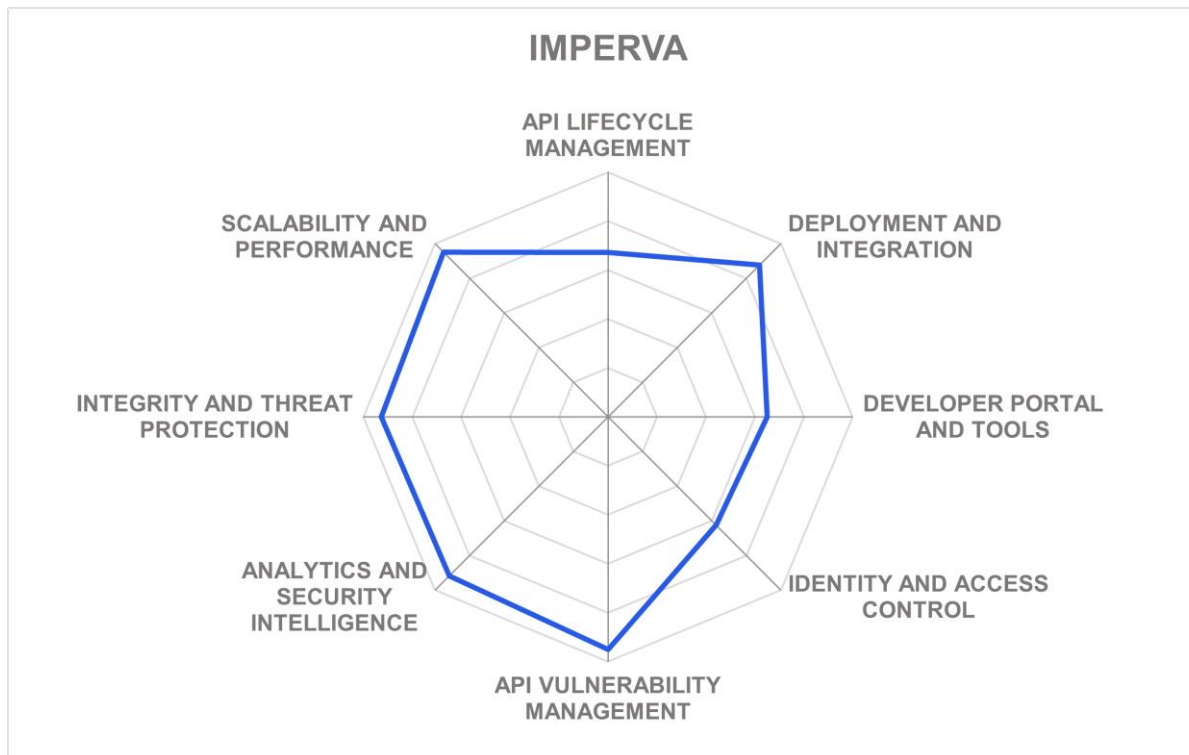 IMPERVA
API LIFECYCLE
MANAGEMENT
SCALABILITY AND
PERFORMANCE
DEPLOYMENT AND
INTEGRATION
INTEGRITY AND THREAT
PROTECTION
DEVELOPER PORTAL
AND TOOLS
ANALYTICS AND
SECURITY
INTELLIGENCE
IDENTITY AND ACCESS
CONTROL
API VULNERABILITY
MANAGEMENT